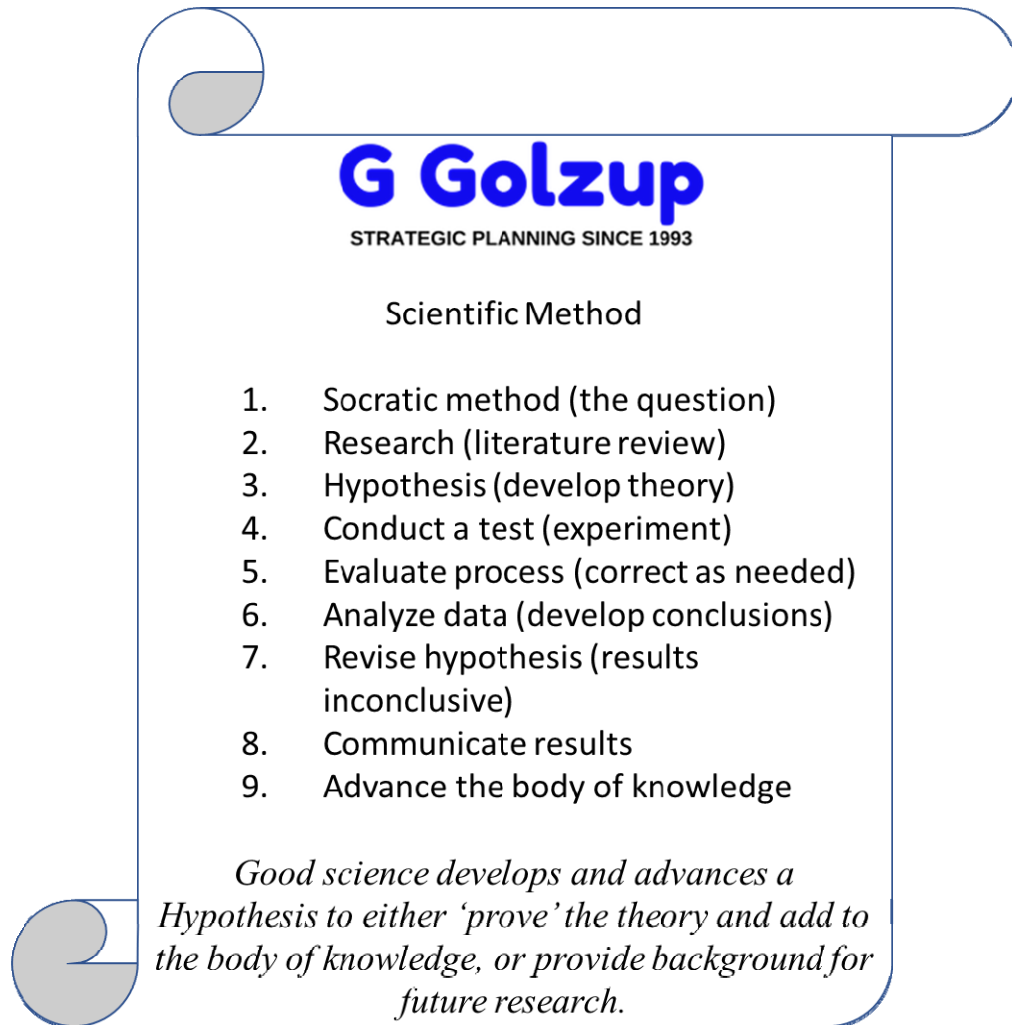 G Golzup
STRATEGIC PLANNING SINCE 1993
Scientific Method
1. Socratic method (the question)
2. Research (literature review)
3. Hypothesis (develop theory)
4. Conduct a test (experiment)
5. Evaluate process (correct as needed)
6. Analyze data (develop conclusions)
7. Revise hypothesis (results
inconclusive)
8. Communicate results
9. Advance the body of knowledge
Good science develops and advances a
Hypothesis to either ‘prove’ the theory and add to
the body of knowledge, or provide background for
future research.